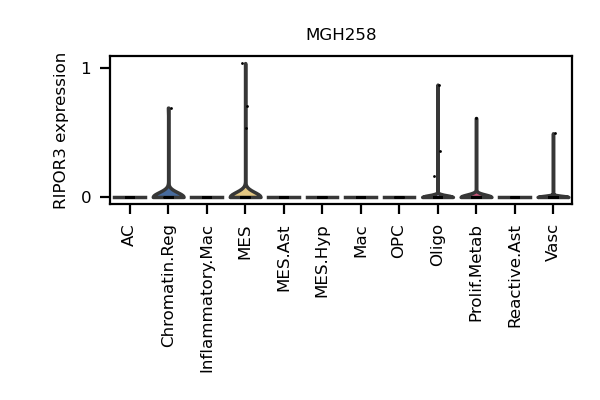 MGH258
RIPOR3 expression
1
0
AC
Chromatin.Reg
Inflammatory.Mac
MES
MES.Ast
MES.Hyp
Mac
OPC
Oligo
Prolif.Metab
Reactive.Ast
Vasc